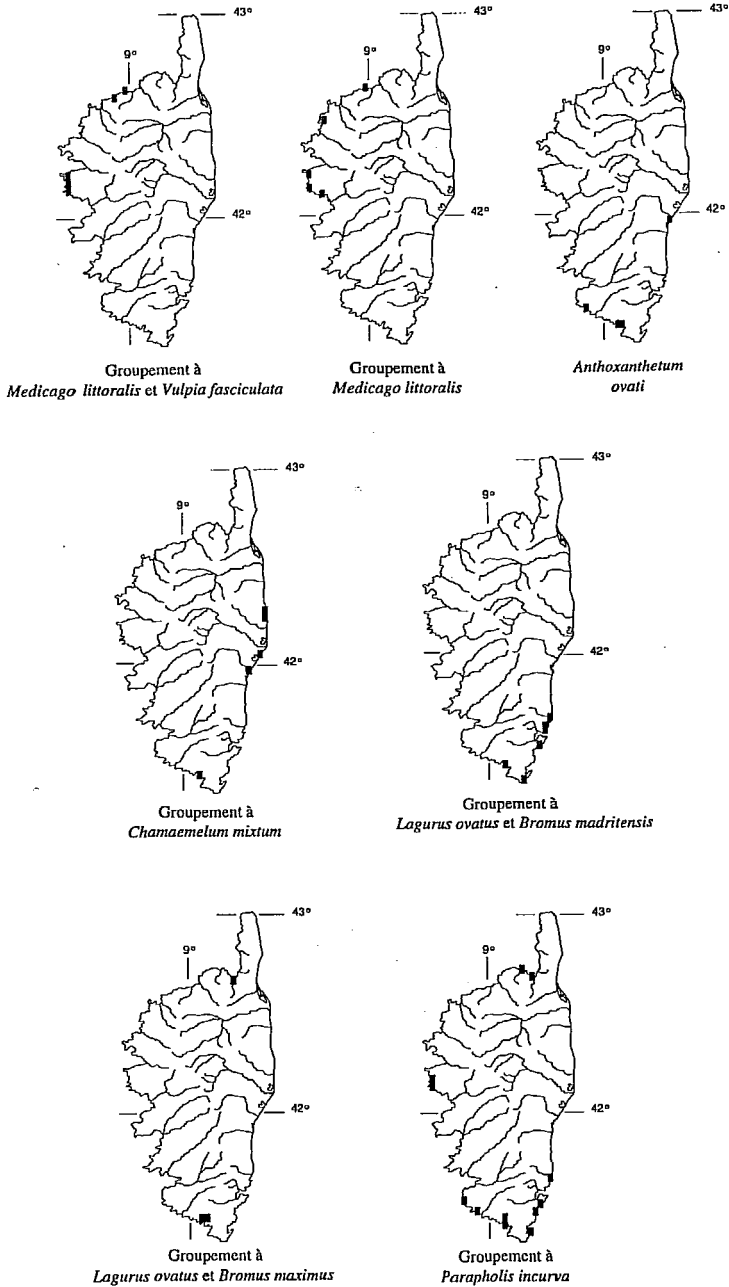 43°
9°
42°
Groupement à
Medicago littoralis et Vulpia fasciculata
43°
9°
42°
Groupement à
Medicago littoralis
43°
9°
42°
Anthoxanthetum
ovati
43°
9°
42°
Groupement à
Chamaemelum mixtum
43°
9°
42°
Groupement à
Lagurus ovatus et Bromus madritensis
43°
9°
42°
Groupement à
Lagurus ovatus et Bromus maximus
43°
9°
42°
Groupement à
Parapholis incurva